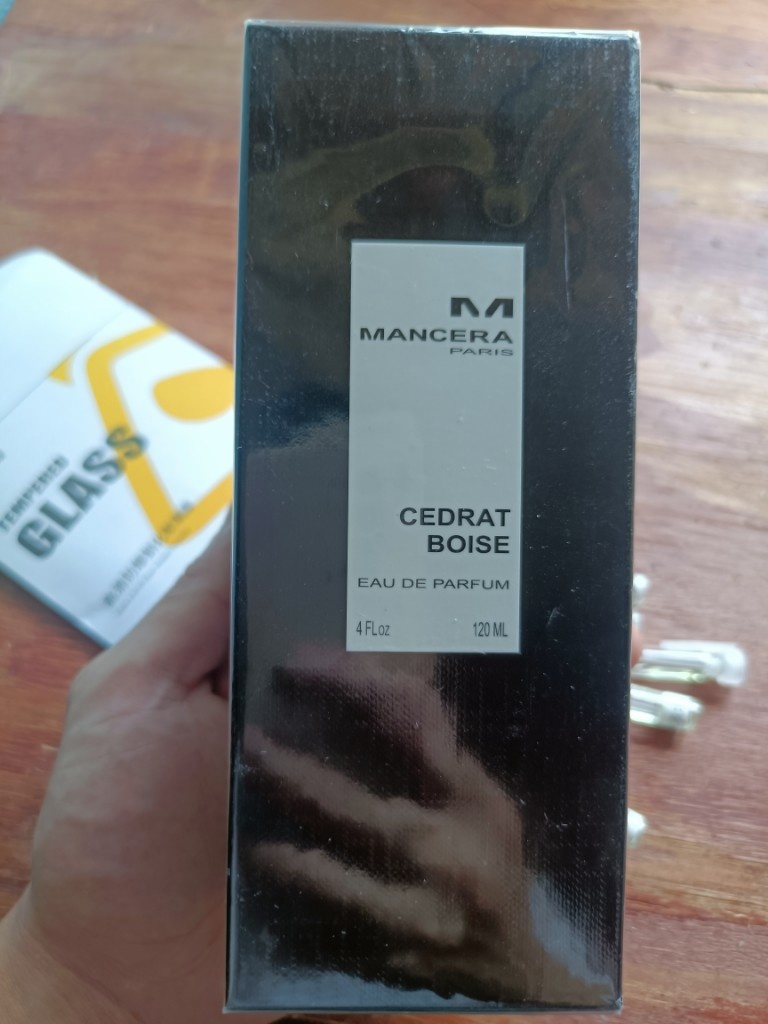 M
MANCERA
PARIS
CEDRAT
BOISE
EAU DE PARFUM
4 FLoz 120 ML
TEMPERED
GLASS